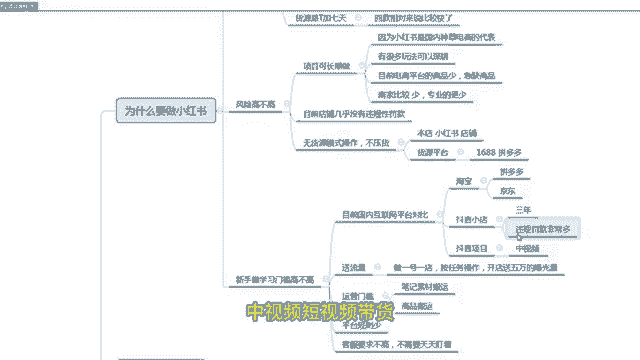 货源期加七天
回款相对来说比较快了
为什么要做小红书
风险高不高
项目可长期做
因为小红书是国内种草电商的代表
有很多玩法可以深耕
目前电商平台的商品少，急缺商品
商家比较少，专业的更少
目前店铺几乎没有违规性罚款
无货源模式操作，不压货
本店 小红书 店铺
货源平台
1688 拼多多
新手做学习门槛高不高
目前国内互联网平台对比
淘宝
拼多多
京东
抖音小店
三年
违规罚款非常多
抖音项目
中视频
送流量
做一号一店，按任务操作，开店送五万的曝光量
运营门槛
笔记素材搬运
商品搬运
平台规则少
客服要求不高，不需要天天盯着
中视频短视频带货